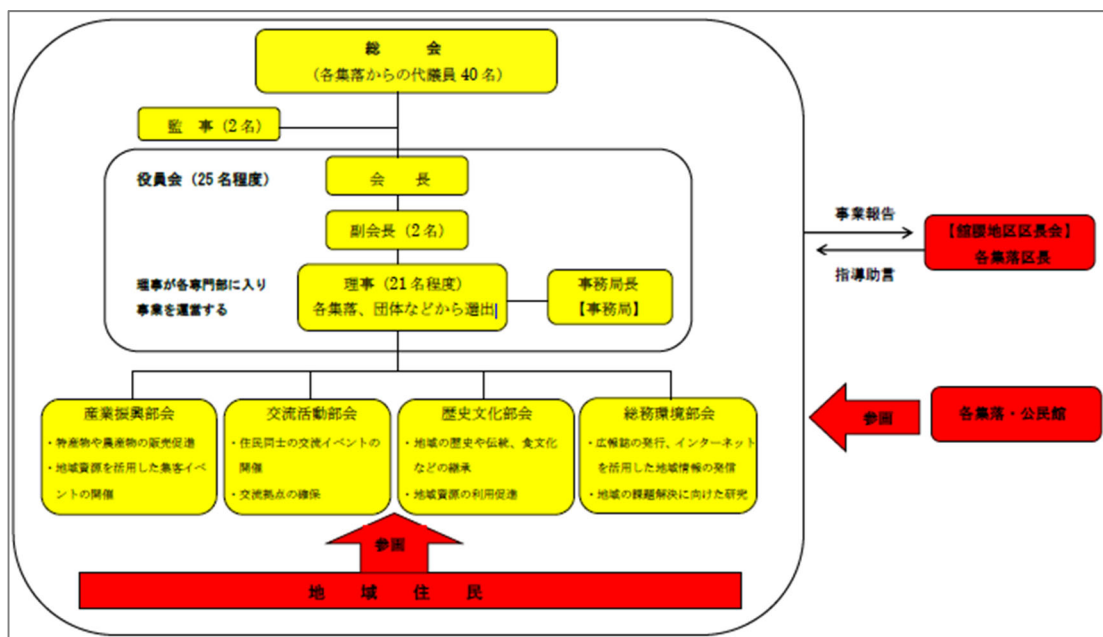 総 会
(各集落からの代議員 40 名)
監 事 (2 名)
役員会 (25 名程度)
会 長
副会長 (2 名)
理事が各専門部に入り
事業を運営する
理事 (21 名程度)
各集落、団体などから選出
事務局長
【事務局】
事業報告
指導助言
【舘腰地区区長会】
各集落区長
産業振興部会
・特産物や農産物の販売促進
・地域資源を活用した集客イベ
ントの開催
交流活動部会
・住民同士の交流イベントの
開催
・交流拠点の確保
歴史文化部会
・地域の歴史や伝統、食文化
などの継承
・地域資源の利用促進
総務環境部会
・広報誌の発行、インターネット
を活用した地域情報の発信
・地域の課題解決に向けた研究
参画
各集落・公民館
参画
地 域 住 民